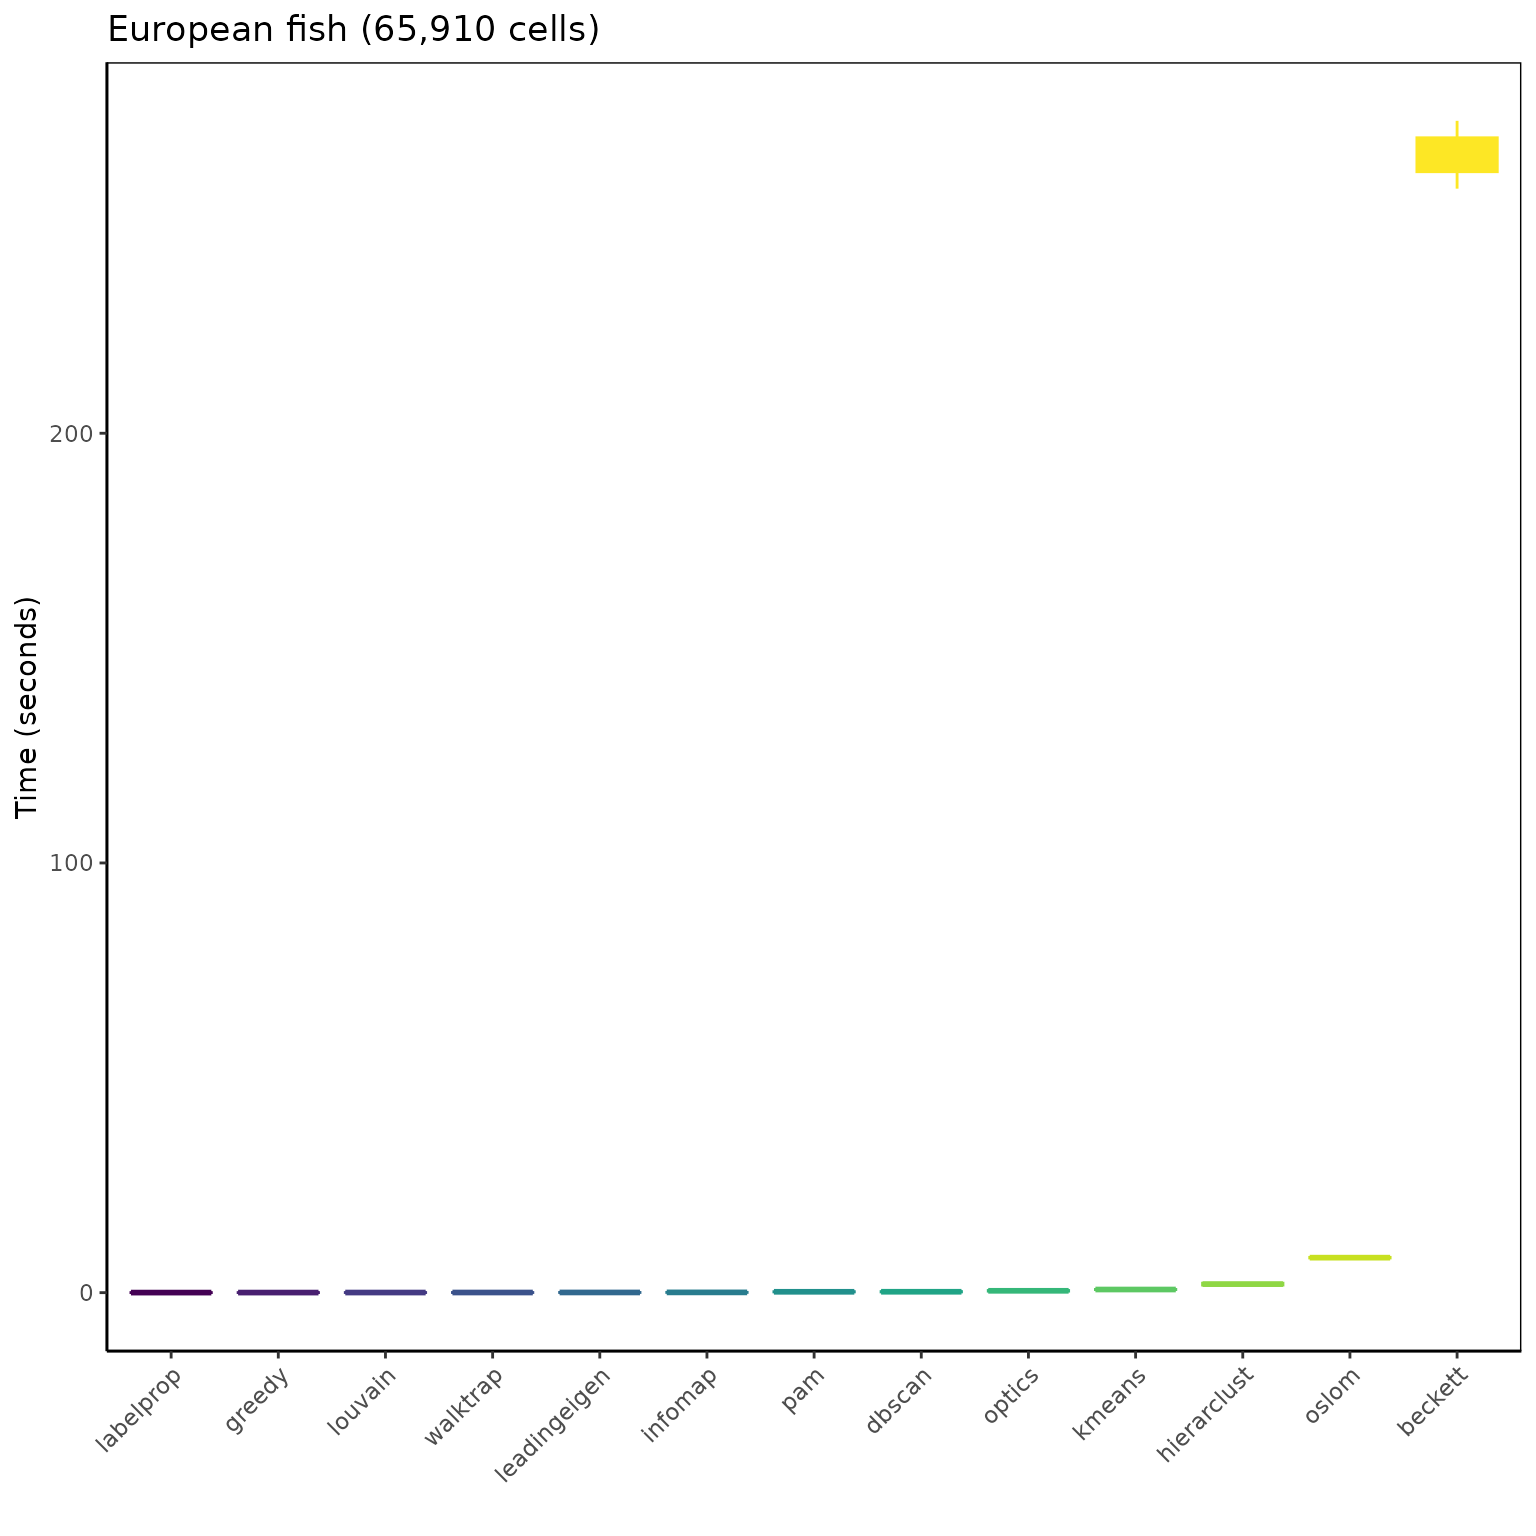 European fish (65,910 cells)
Time (seconds)
200
100
0
labelprop
greedy
louvain
walktrap
leadingeigen
infomap
pam
dbscan
optics
kmeans
hierarclust
oslom
beckett